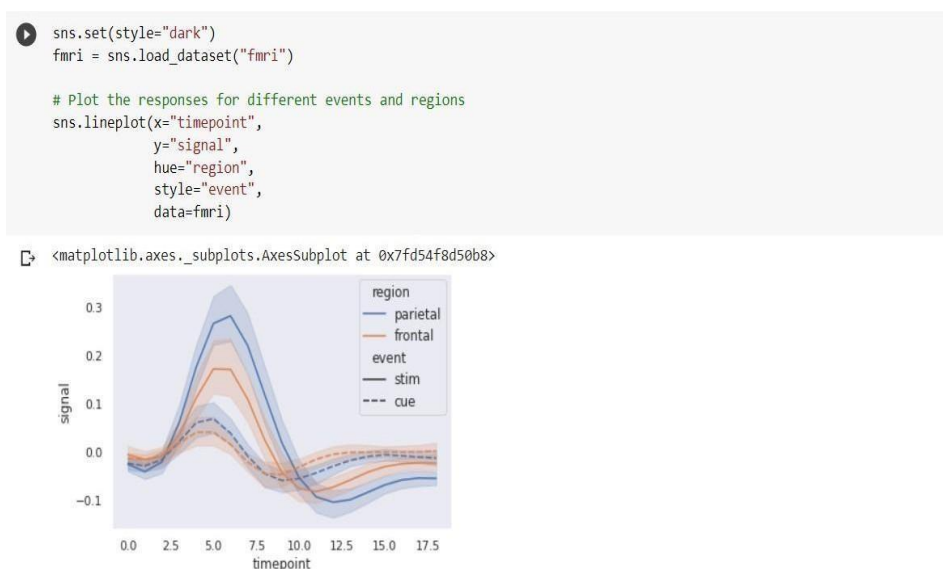 sns.set(style="dark")
fmri = sns.load_dataset("fmri")
# Plot the responses for different events and regions
sns.lineplot(x="timepoint",
y="signal",
hue="region",
style="event",
data=fmri)
<matplotlib.axes._subplots.AxesSubplot at 0x7fd54f8d50b8>
region
parietal
frontal
event
stim
cue
0.3
0.2
0.1
0.0
−0.1
signal
0.0 2.5 5.0 7.5 10.0 12.5 15.0 17.5
timepoint